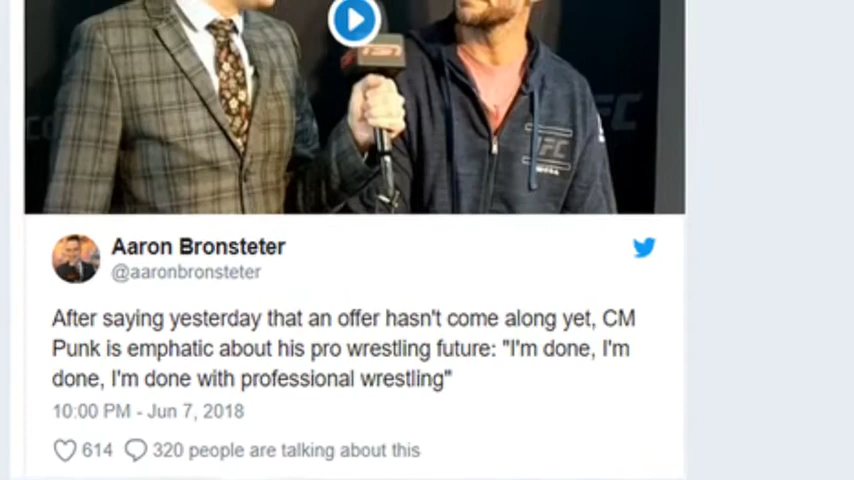 UFC
UFC
Aaron Bronsteter
@aaronbronsteter
After saying yesterday that an offer hasn't come along yet, CM
Punk is emphatic about his pro wrestling future: "I'm done, I'm
done, I'm done with professional wrestling"
10:00 PM - Jun 7, 2018
614
320 people are talking about this